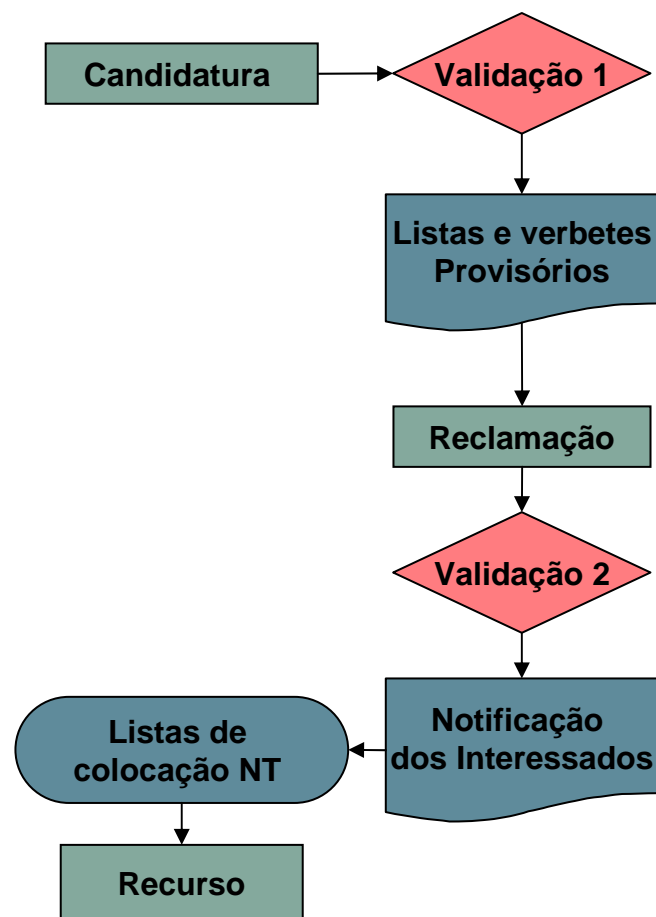 Candidatura
Validação 1
Listas e verbetes
Provisórios
Reclamação
Validação 2
Notificação
dos Interessados
Listas de
colocação NT
Recurso